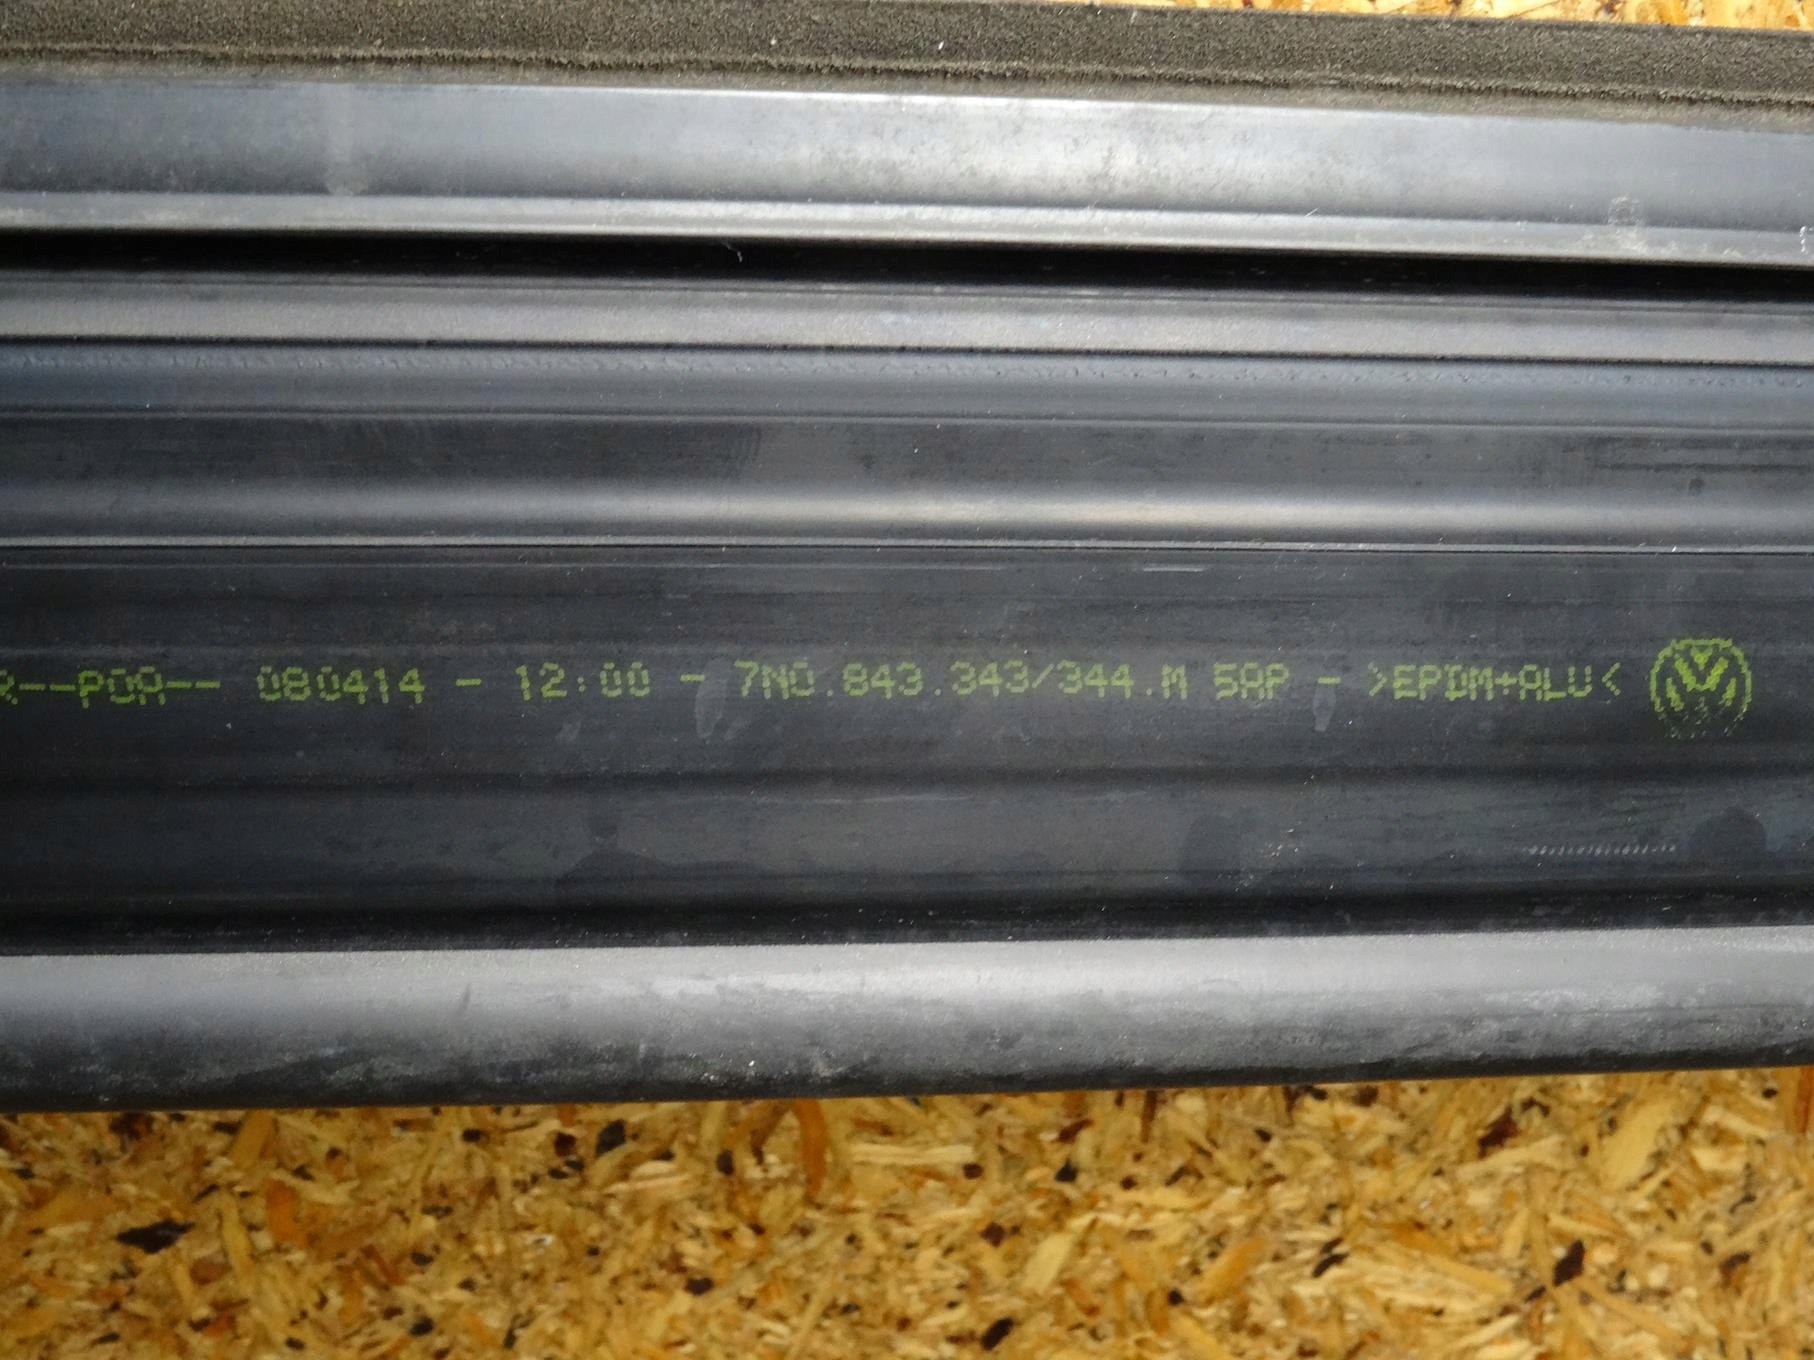 R--POA-- 080414 - 12:00 - 7N0.843.343/344.M 5AP - >EPDM+ALU<